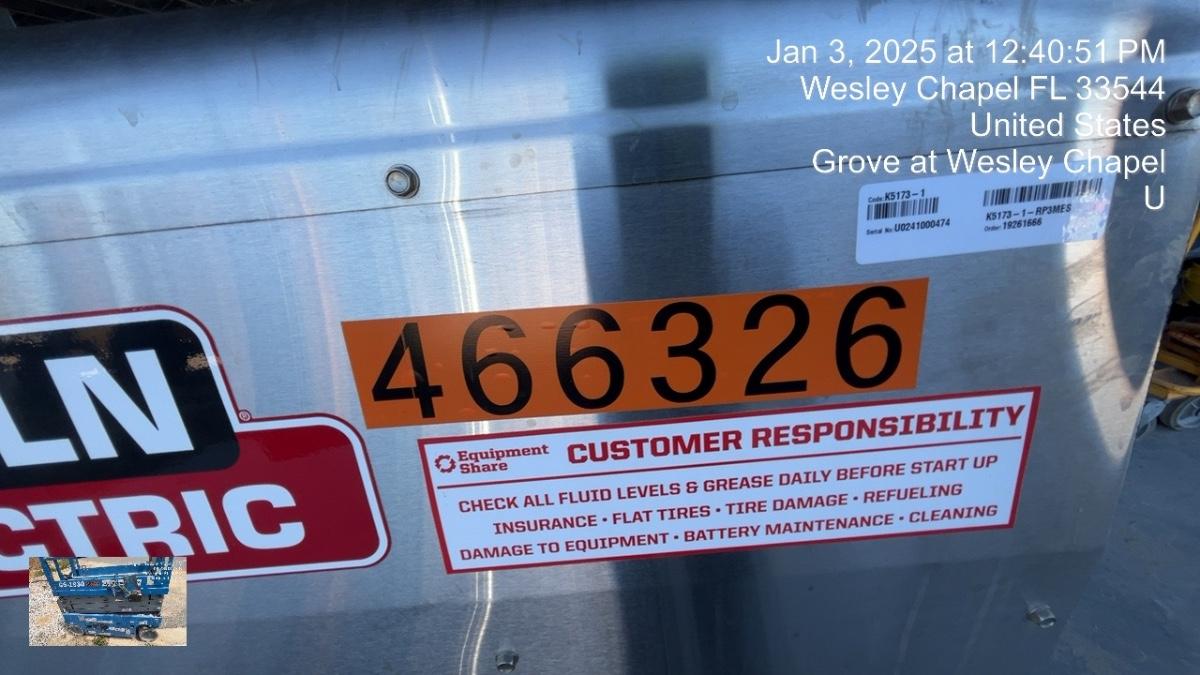 Jan 3, 2025 at 12:40:51 PM
Wesley Chapel FL 33544
United States
Grove at Wesley Chapel
U
Code: K5173-1
Serial No: U0241000474
K5173-1-RP3MES
Order: 19261666
466326
LN
®
CTRIC
Equipment
Share
CUSTOMER RESPONSIBILITY
CHECK ALL FLUID LEVELS & GREASE DAILY BEFORE START UP
INSURANCE • FLAT TIRES • TIRE DAMAGE • REFUELING
DAMAGE TO EQUIPMENT • BATTERY MAINTENANCE • CLEANING